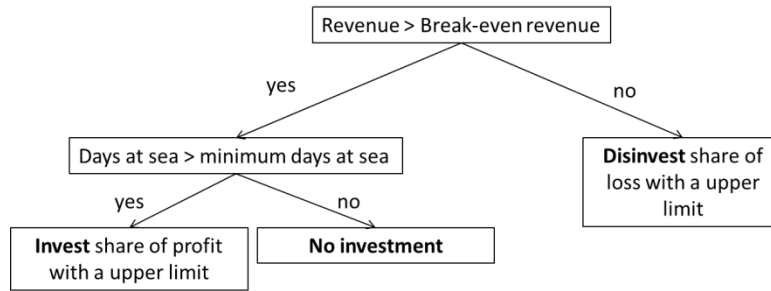 Revenue > Break-even revenue
yes
no
Days at sea > minimum days at sea
Disinvest share of
loss with a upper
limit
yes
no
Invest share of profit
with a upper limit
No investment